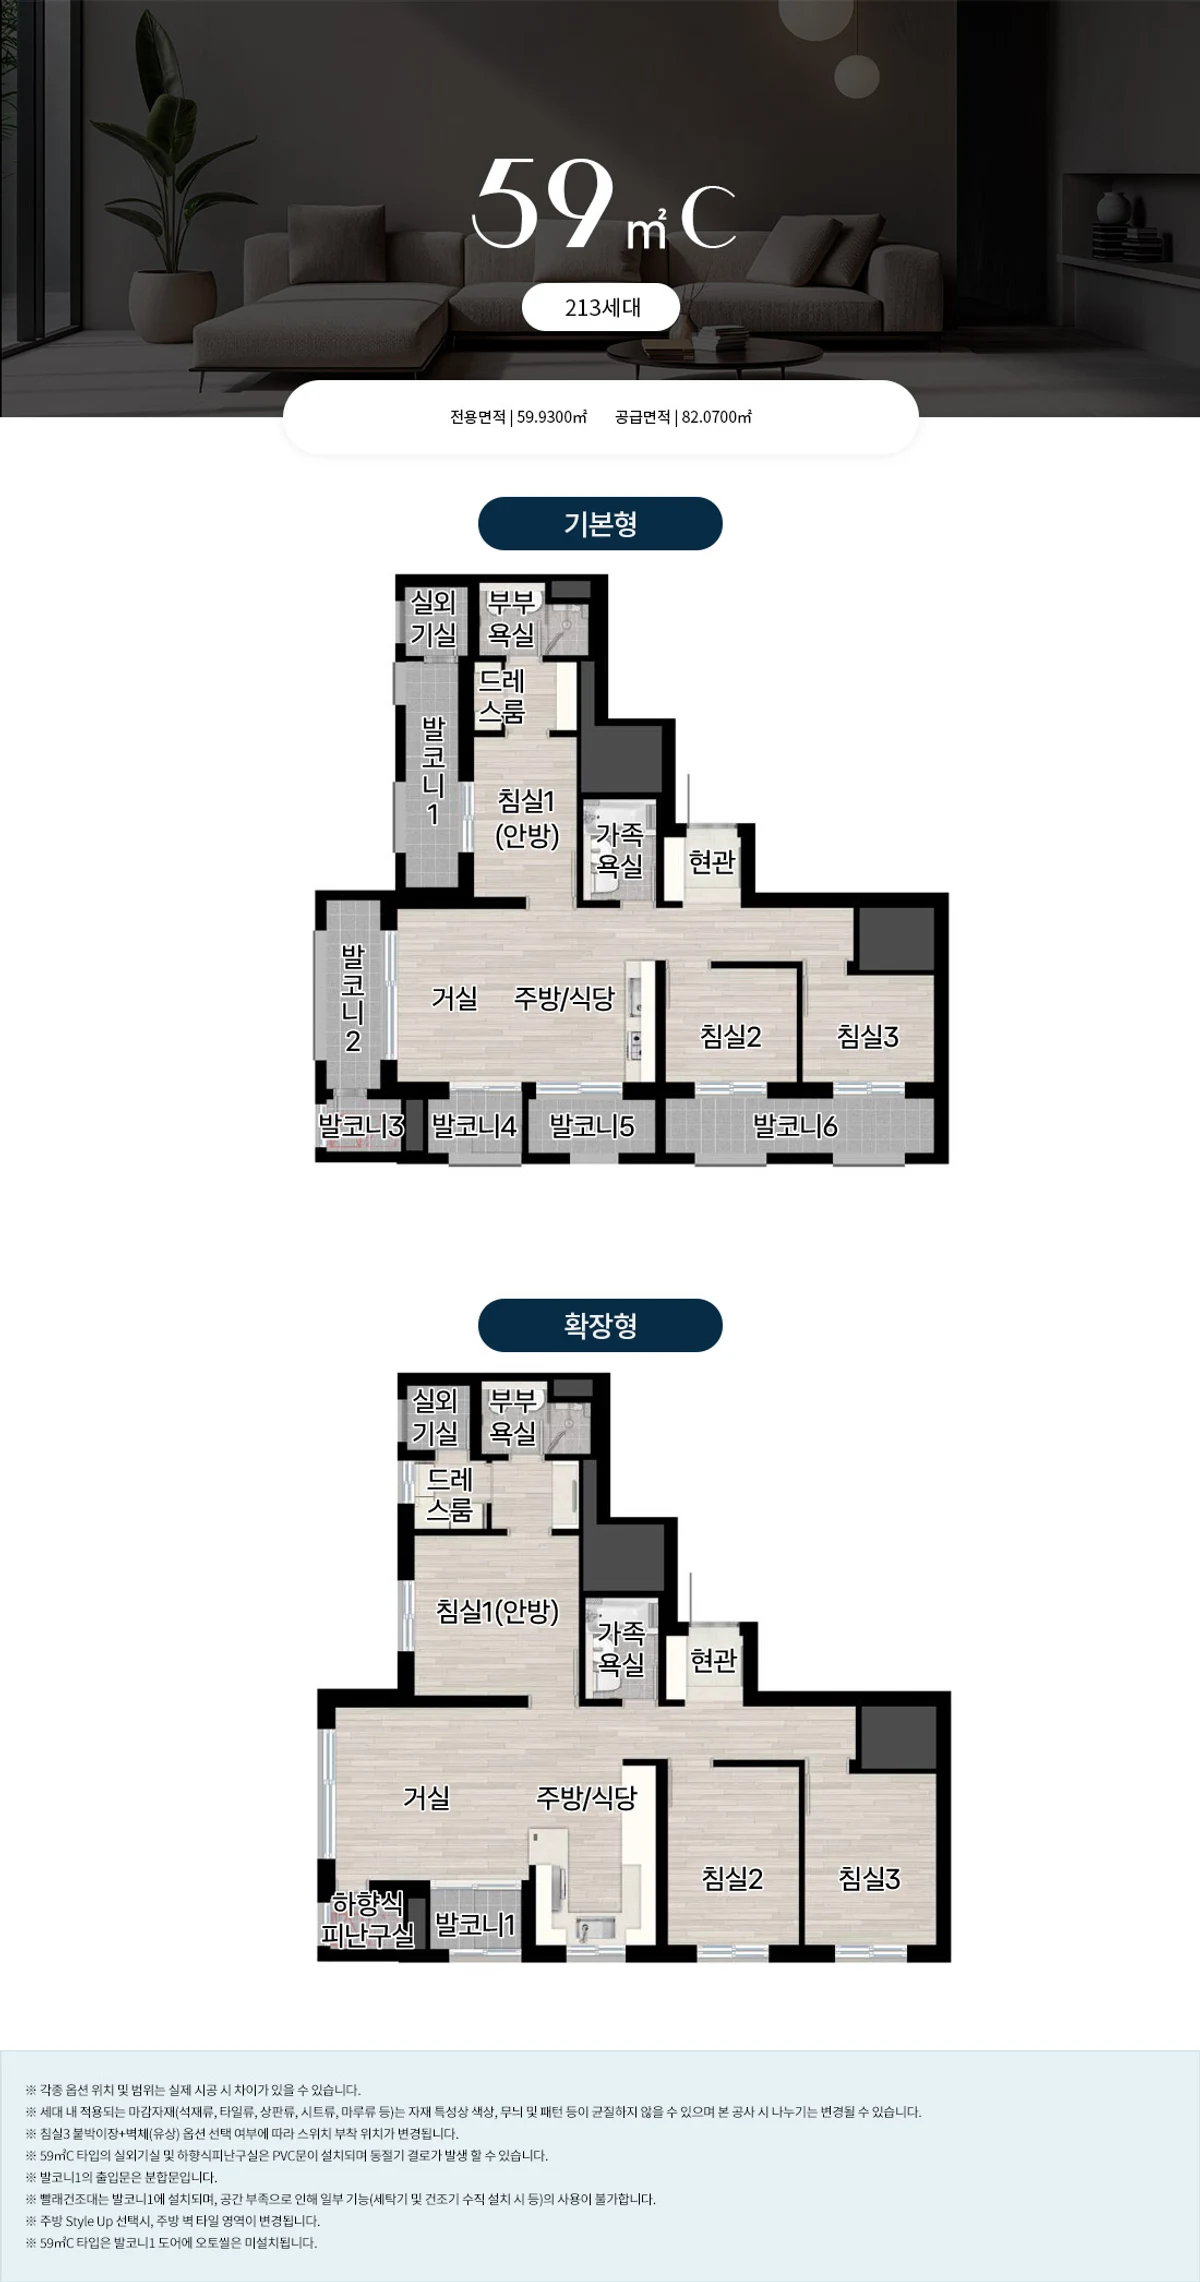 59㎡ C
213세대
전용면적 | 59.9300㎡ 공급면적 | 82.0700㎡
기본형
실외
기실
부부
욕실
드레
스룸
발코니1
침실1
(안방)
가족
욕실
현관
발코니2
거실
주방/식당
침실2
침실3
발코니3
발코니4
발코니5
발코니6
확장형
실외
기실
부부
욕실
드레
스룸
침실1(안방)
가족
욕실
현관
거실
주방/식당
침실2
침실3
하향식
피난구실
발코니1
※ 각종 옵션 위치 및 범위는 실제 시공 시 차이가 있을 수 있습니다.
※ 세대 내 적용되는 마감자재(석재류, 타일류, 상판류, 시트류, 마루류 등)는 자재 특성상 색상, 무늬 및 패턴 등이 균질하지 않을 수 있으며 본 공사 시 나누기는 변경될 수 있습니다.
※ 침실3 붙박이장+벽체(유상) 옵션 선택 여부에 따라 스위치 부착 위치가 변경됩니다.
※ 59㎡C 타입의 실외기실 및 하향식피난구실은 PVC문이 설치되며 동절기 결로가 발생 할 수 있습니다.
※ 발코니1의 출입문은 분합문입니다.
※ 빨래건조대는 발코니1에 설치되며, 공간 부족으로 인해 일부 기능(세탁기 및 건조기 수직 설치 시 등)의 사용이 불가합니다.
※ 주방 Style Up 선택시, 주방 벽 타일 영역이 변경됩니다.
※ 59㎡C 타입은 발코니1 도어에 오토씰은 미설치됩니다.